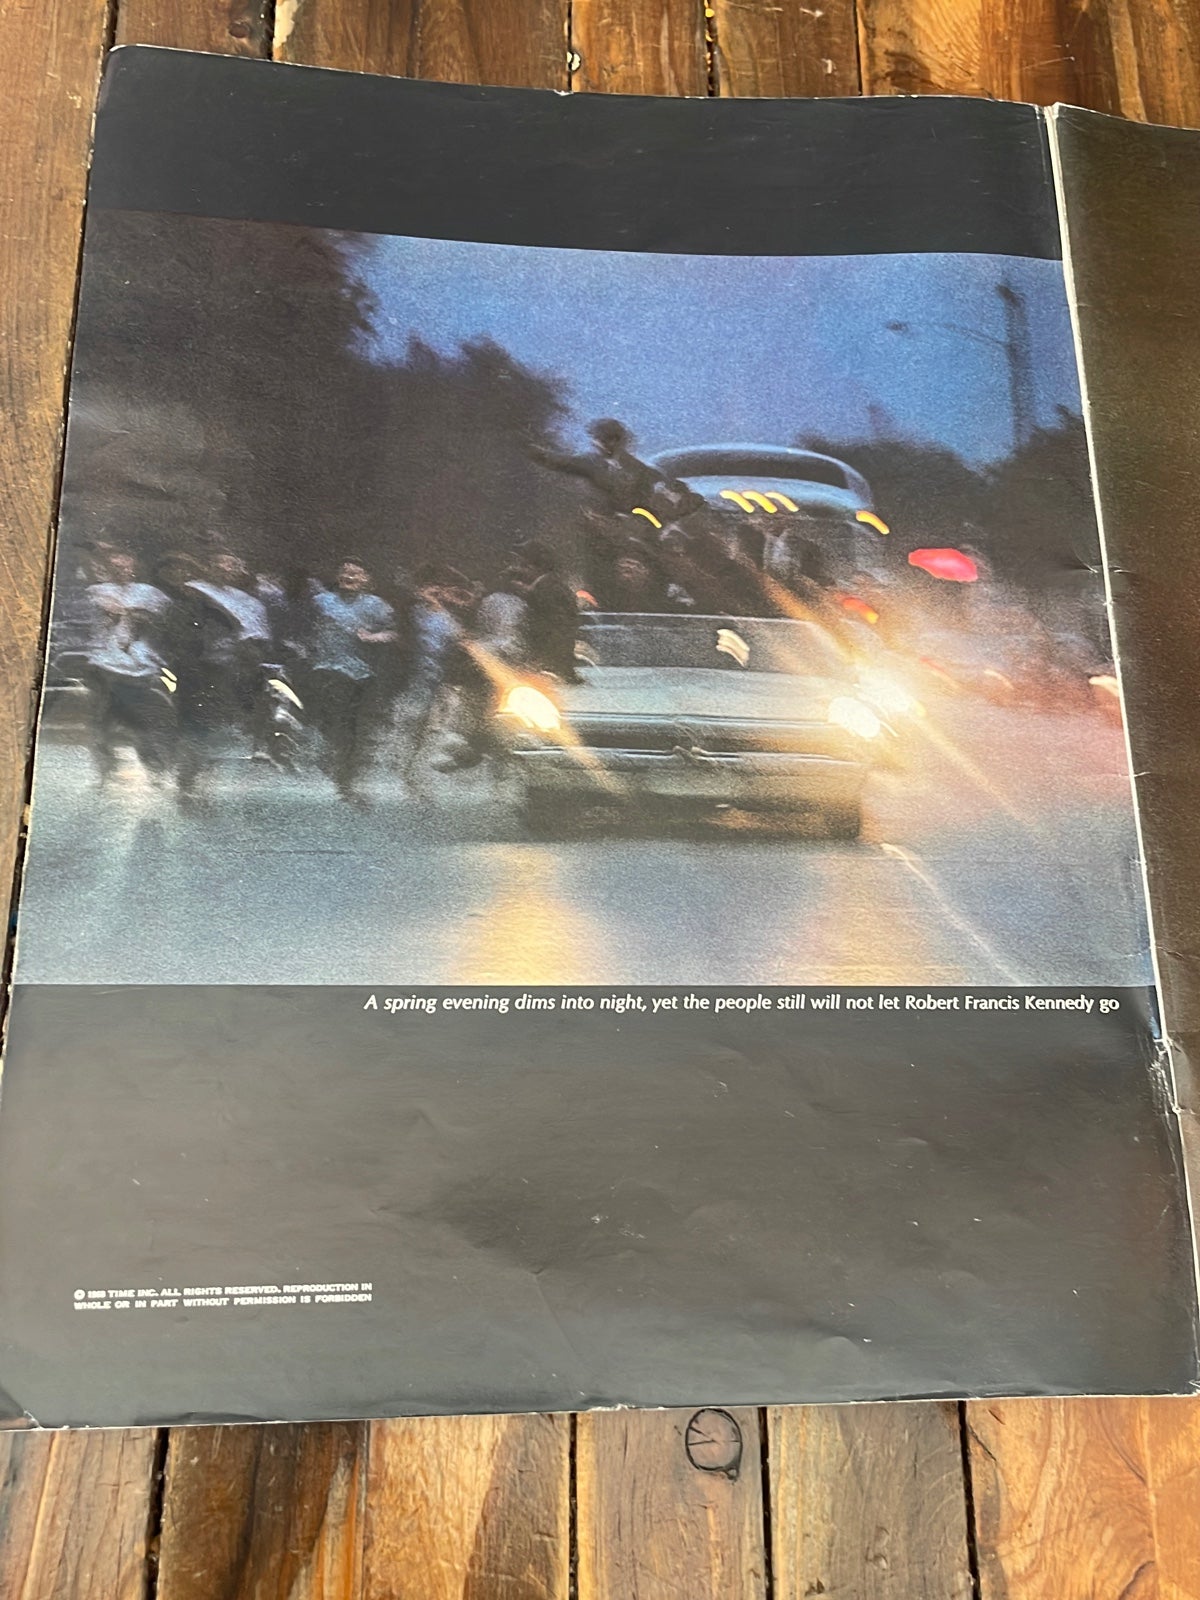 A spring evening dims into night, yet the people still will not let Robert Francis Kennedy go
© 1968 TIME INC. ALL RIGHTS RESERVED. REPRODUCTION IN
WHOLE OR IN PART WITHOUT PERMISSION IS FORBIDDEN